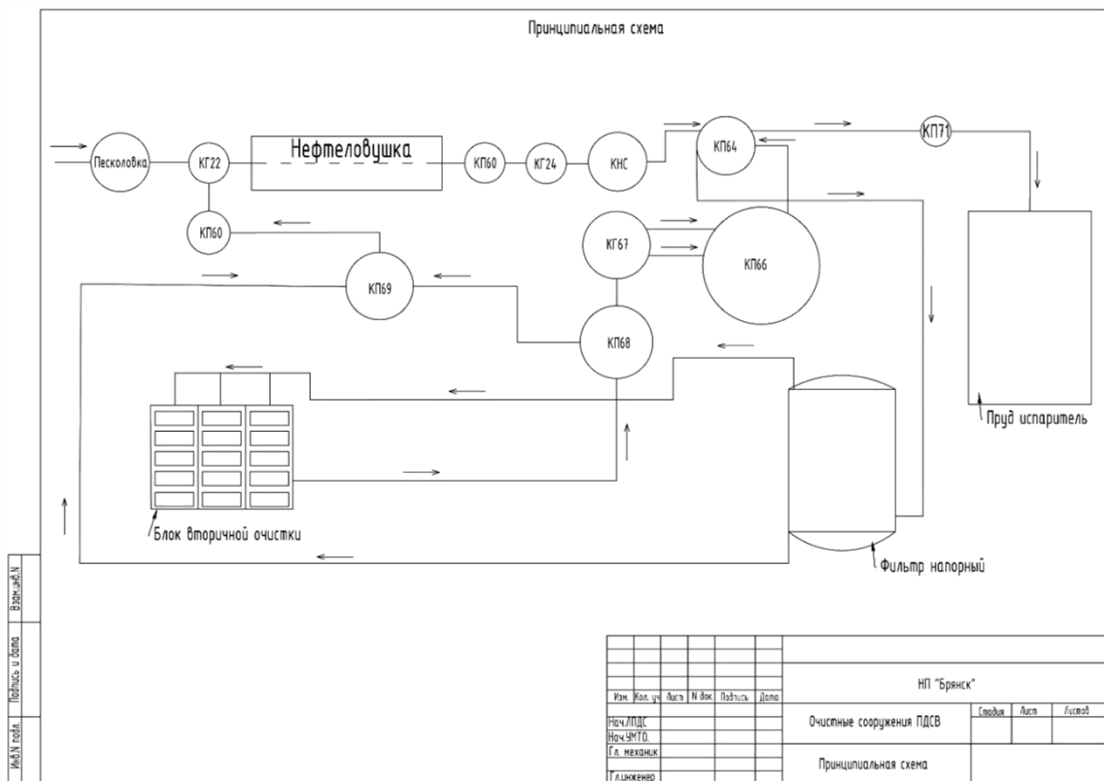 Принципиальная схема
Песколовка
КГ22
Нефтеловушка
КП60
КГ24
КНС
КП64
КП71
КП60
КП69
КГ67
КП66
КП68
Пруд испаритель
Блок вторичной очистки
Фильтр напорный
Взам.инд.N
Подпись и дата
Инд.N подл.
НП "Брянск"
Изм. Кол. уч Лист N док Подпись Дата
Нач.ЛПДС
Нач.УМТО.
Гл. механик
Гл.инженер
Очистные сооружения ПДСВ
Стадия Лист Листов
Принципиальная схема